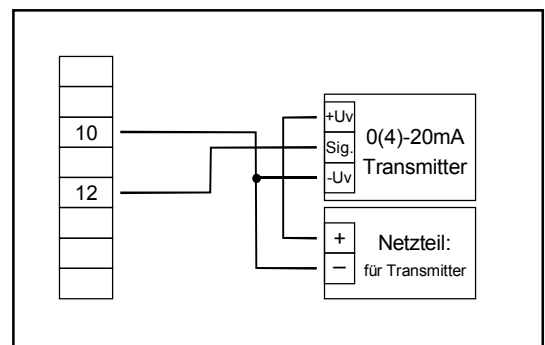 10
12
+Uv
Sig.
-Uv
0(4)-20mA
Transmitter
+
−
Netzteil:
für Transmitter